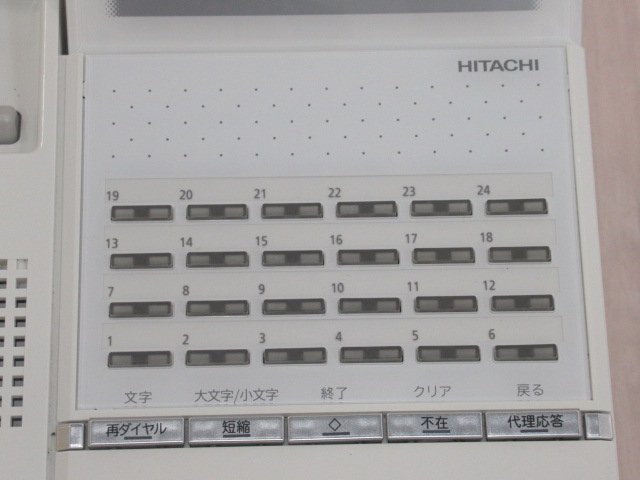 HITACHI
19 20 21 22 23 24
13 14 15 16 17 18
7 8 9 10 11 12
1 2 3 4 5 6
文字 大文字/小文字 終了 クリア 戻る
再ダイヤル 短縮 ◇ 不在 代理応答